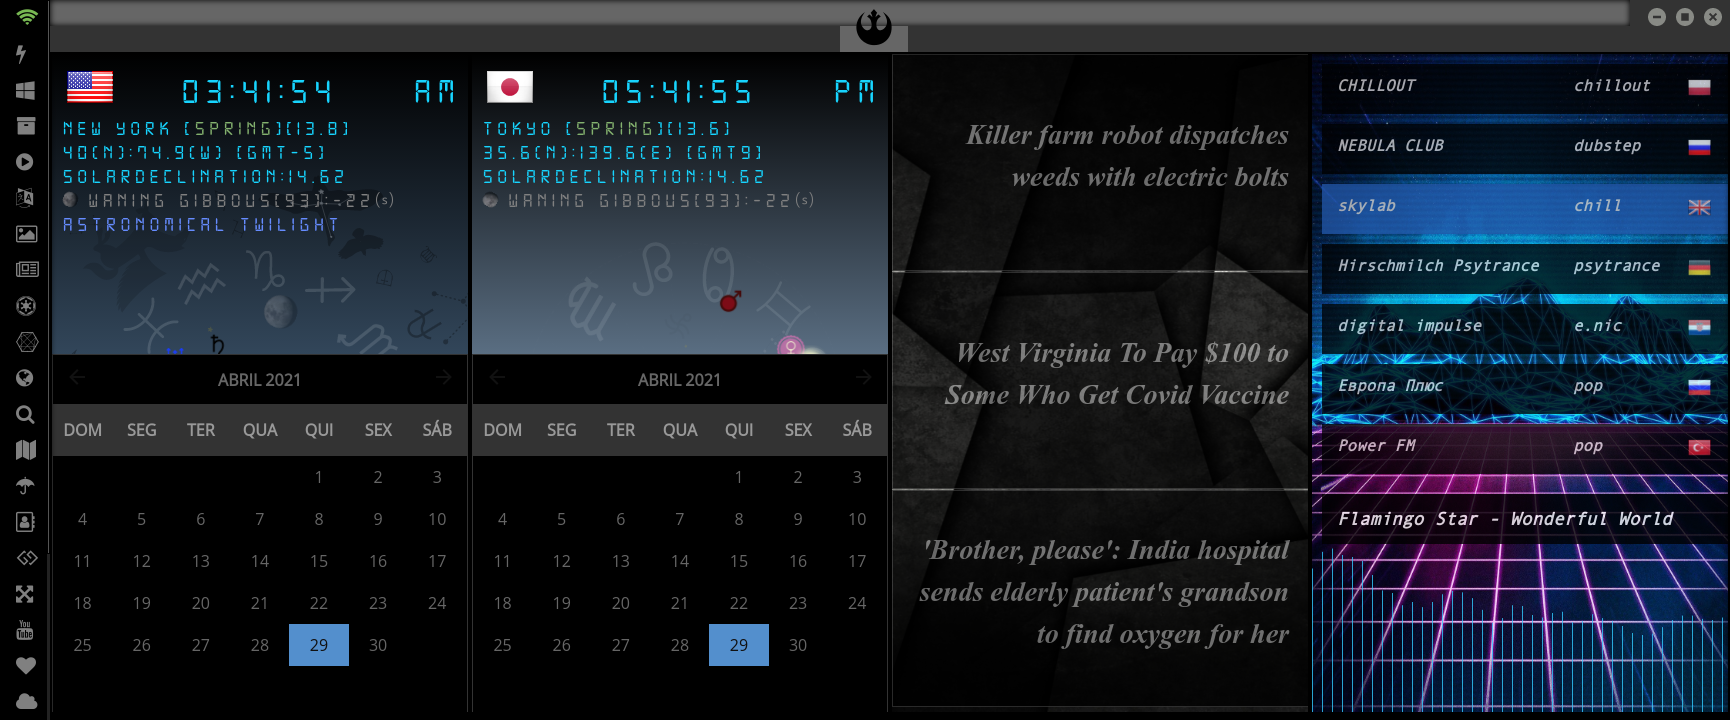 03:41:54 AM
NEW YORK [SPRING][13.8]
40(N):74.9(W) [GMT-5]
SOLARDECLINATION:14.62
WANING GIBBOUS(93):-22(s)
ASTRONOMICAL TWILIGHT
ABRIL 2021
DOM SEG TER QUA QUI SEX SÁB
1 2 3
4 5 6 7 8 9 10
11 12 13 14 15 16 17
18 19 20 21 22 23 24
25 26 27 28 29 30
05:41:55 PM
TOKYO [SPRING][13.6]
35.6(N):139.6(E) [GMT9]
SOLARDECLINATION:14.62
WANING GIBBOUS(93):-22(s)
ABRIL 2021
DOM SEG TER QUA QUI SEX SÁB
1 2 3
4 5 6 7 8 9 10
11 12 13 14 15 16 17
18 19 20 21 22 23 24
25 26 27 28 29 30
Killer farm robot dispatches
weeds with electric bolts
West Virginia To Pay $100 to
Some Who Get Covid Vaccine
'Brother, please': India hospital
sends elderly patient's grandson
to find oxygen for her
CHILLOUT chillout
NEBULA CLUB dubstep
skylab chill
Hirschmilch Psytrance psytrance
digital impulse e.nic
Европа Плюс pop
Power FM pop
Flamingo Star - Wonderful World
You
Tube